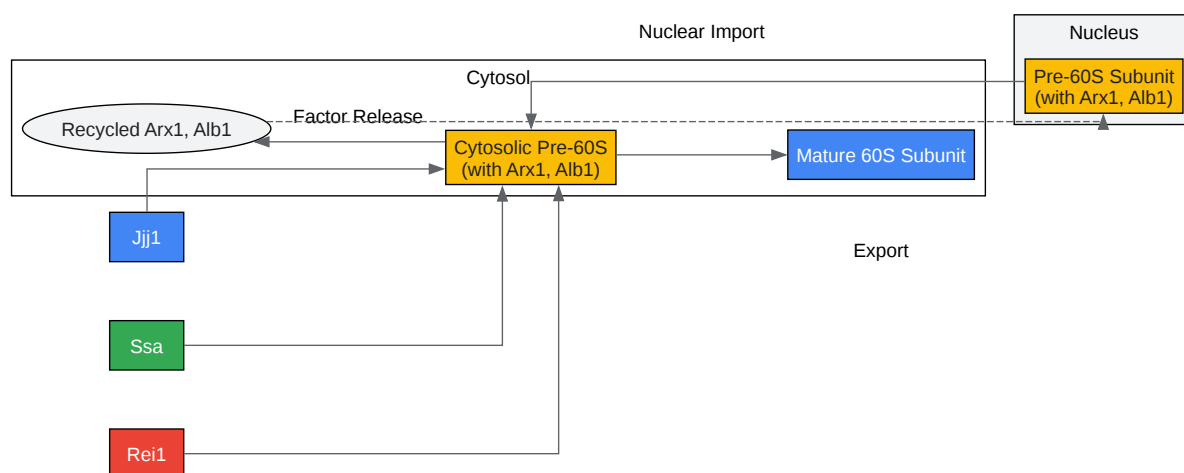 Nuclear Import
Nucleus
Cytosol
Pre-60S Subunit
(with Arx1, Alb1)
Factor Release
Recycled Arx1, Alb1
Cytosolic Pre-60S
(with Arx1, Alb1)
Mature 60S Subunit
Jjj1
Export
Ssa
Rei1